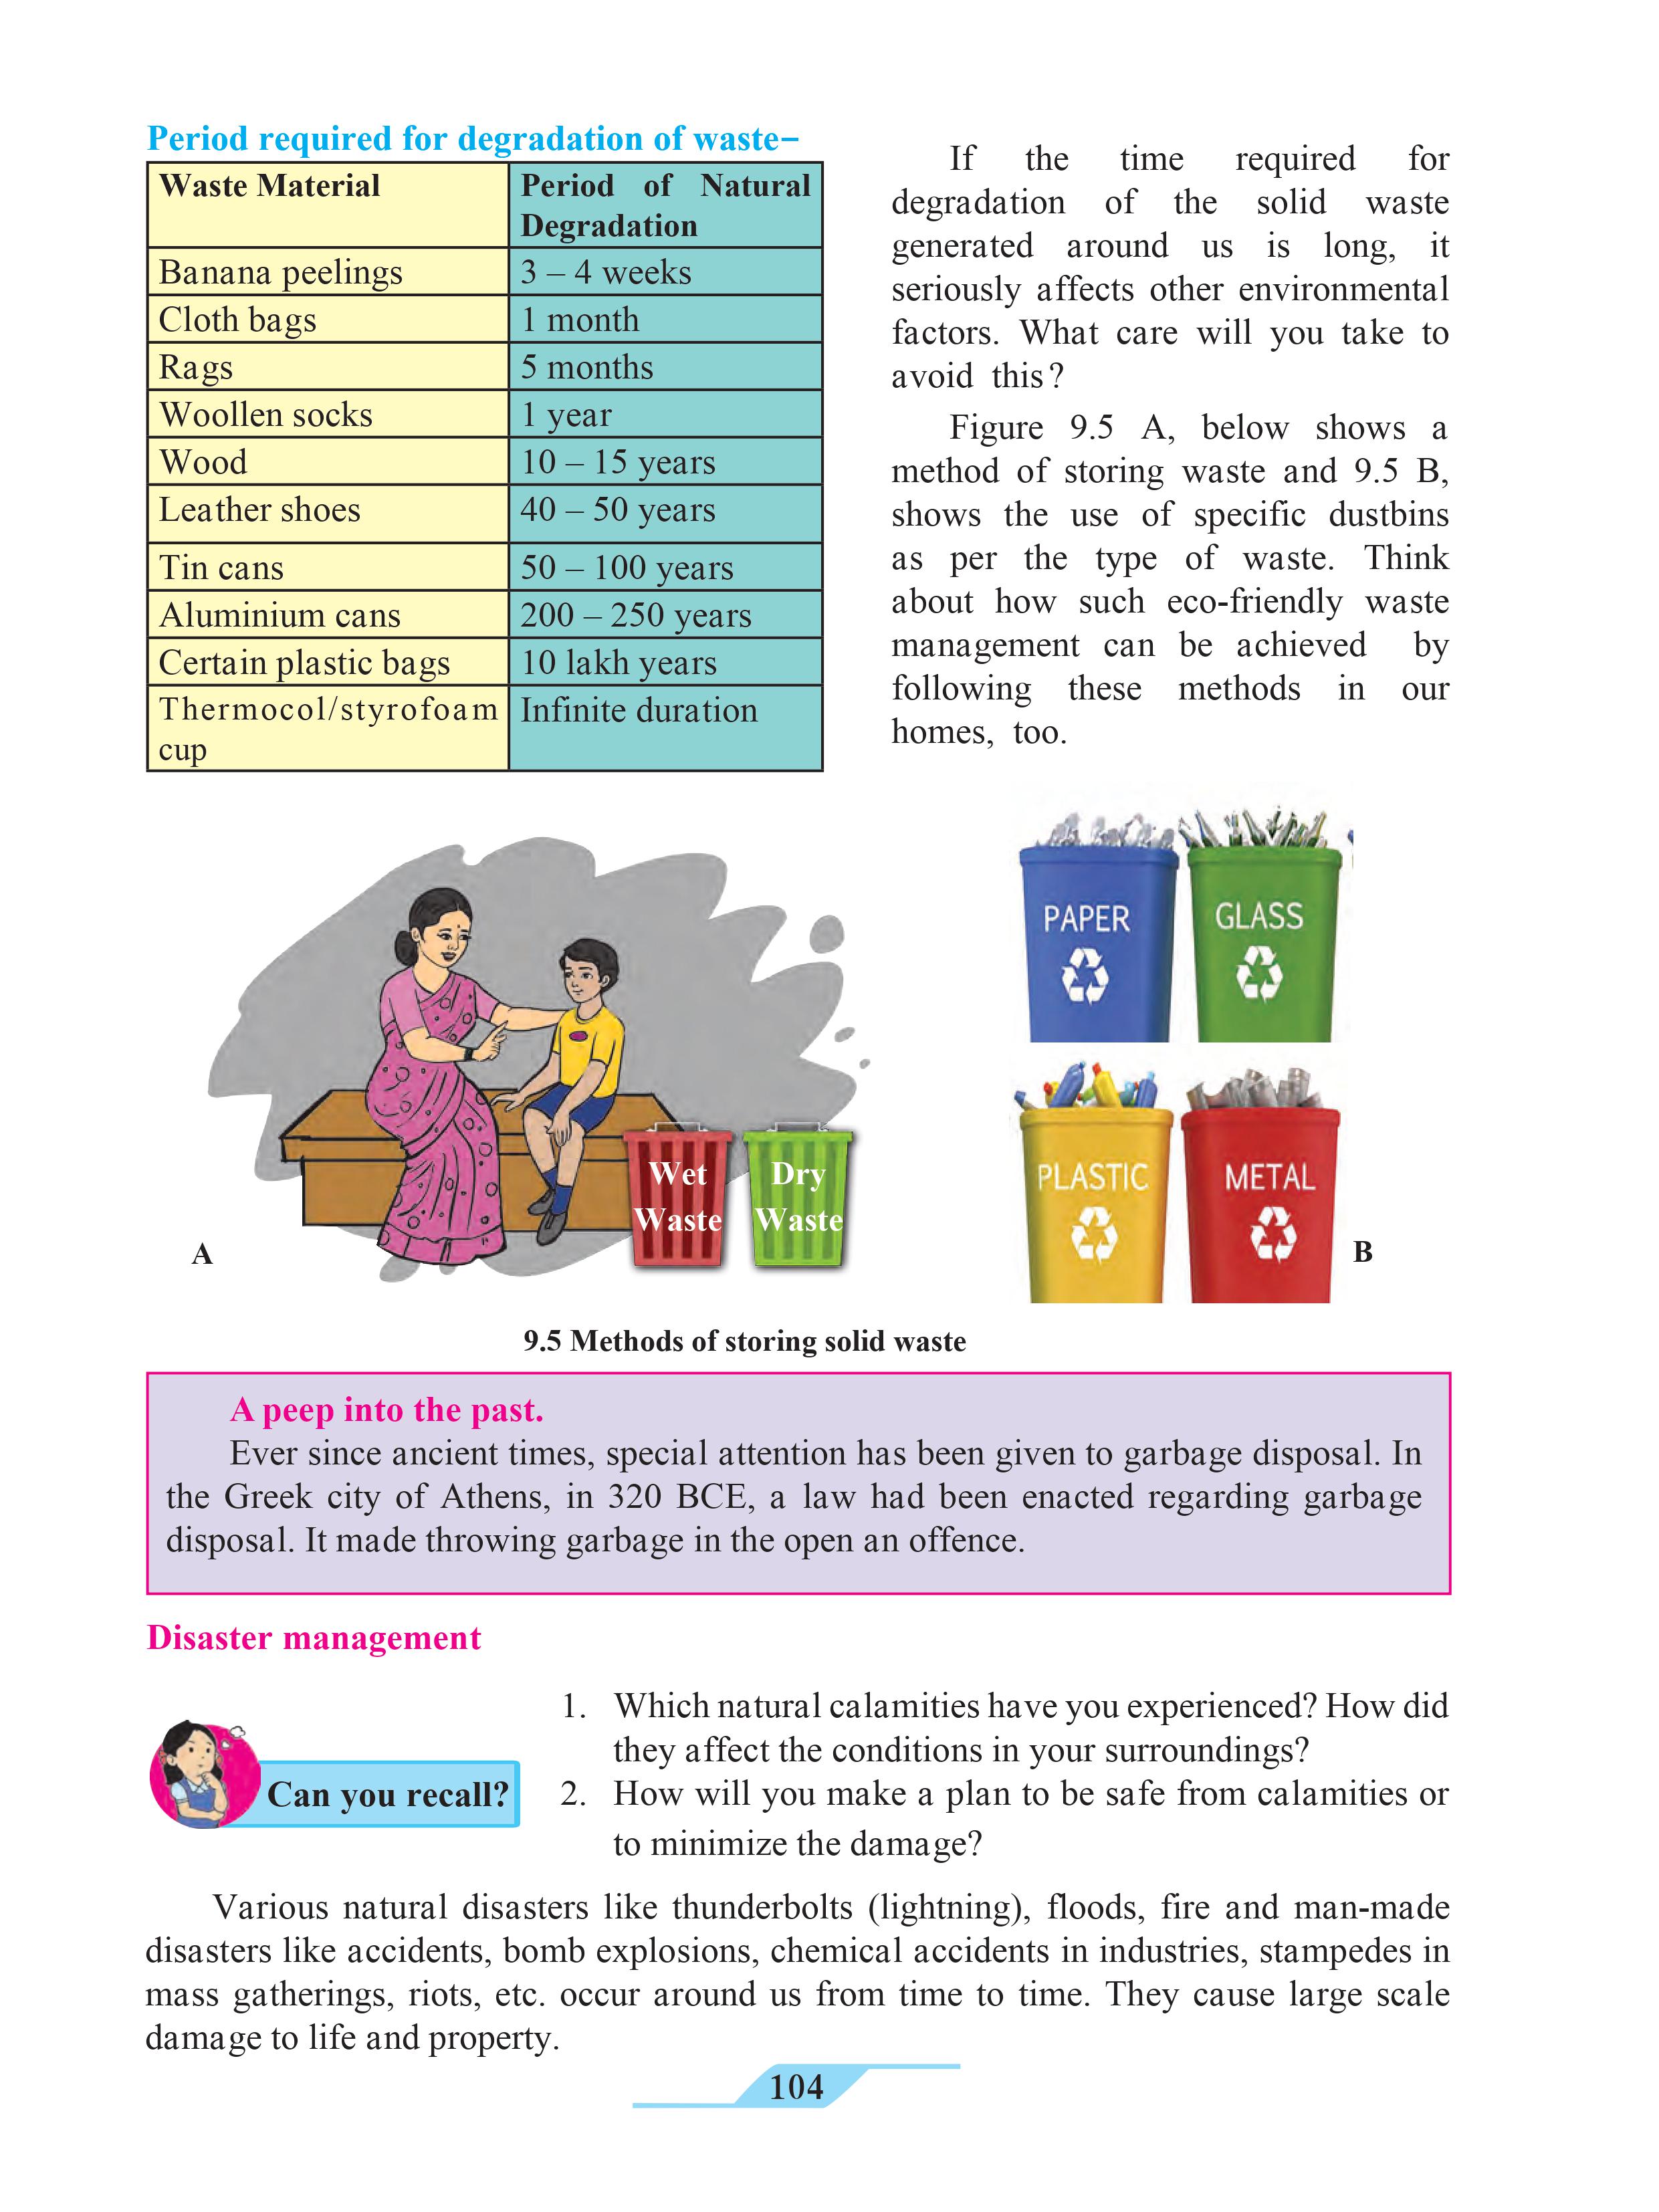 Period required for degradation of waste–
Waste Material
Period of Natural
Degradation
Banana peelings
3 – 4 weeks
Cloth bags
1 month
Rags
5 months
Woollen socks
1 year
Wood
10 – 15 years
Leather shoes
40 – 50 years
Tin cans
50 – 100 years
Aluminium cans
200 – 250 years
Certain plastic bags
10 lakh years
Thermocol/styrofoam
cup
Infinite duration
If the time required for
degradation of the solid waste
generated around us is long, it
seriously affects other environmental
factors. What care will you take to
avoid this?
Figure 9.5 A, below shows a
method of storing waste and 9.5 B,
shows the use of specific dustbins
as per the type of waste. Think
about how such eco-friendly waste
management can be achieved by
following these methods in our
homes, too.
Wet
Waste
Dry
Waste
A
PAPER
GLASS
PLASTIC
METAL
B
9.5 Methods of storing solid waste
A peep into the past.
Ever since ancient times, special attention has been given to garbage disposal. In
the Greek city of Athens, in 320 BCE, a law had been enacted regarding garbage
disposal. It made throwing garbage in the open an offence.
Disaster management
Can you recall?
1. Which natural calamities have you experienced? How did
they affect the conditions in your surroundings?
2. How will you make a plan to be safe from calamities or
to minimize the damage?
Various natural disasters like thunderbolts (lightning), floods, fire and man-made
disasters like accidents, bomb explosions, chemical accidents in industries, stampedes in
mass gatherings, riots, etc. occur around us from time to time. They cause large scale
damage to life and property.
104